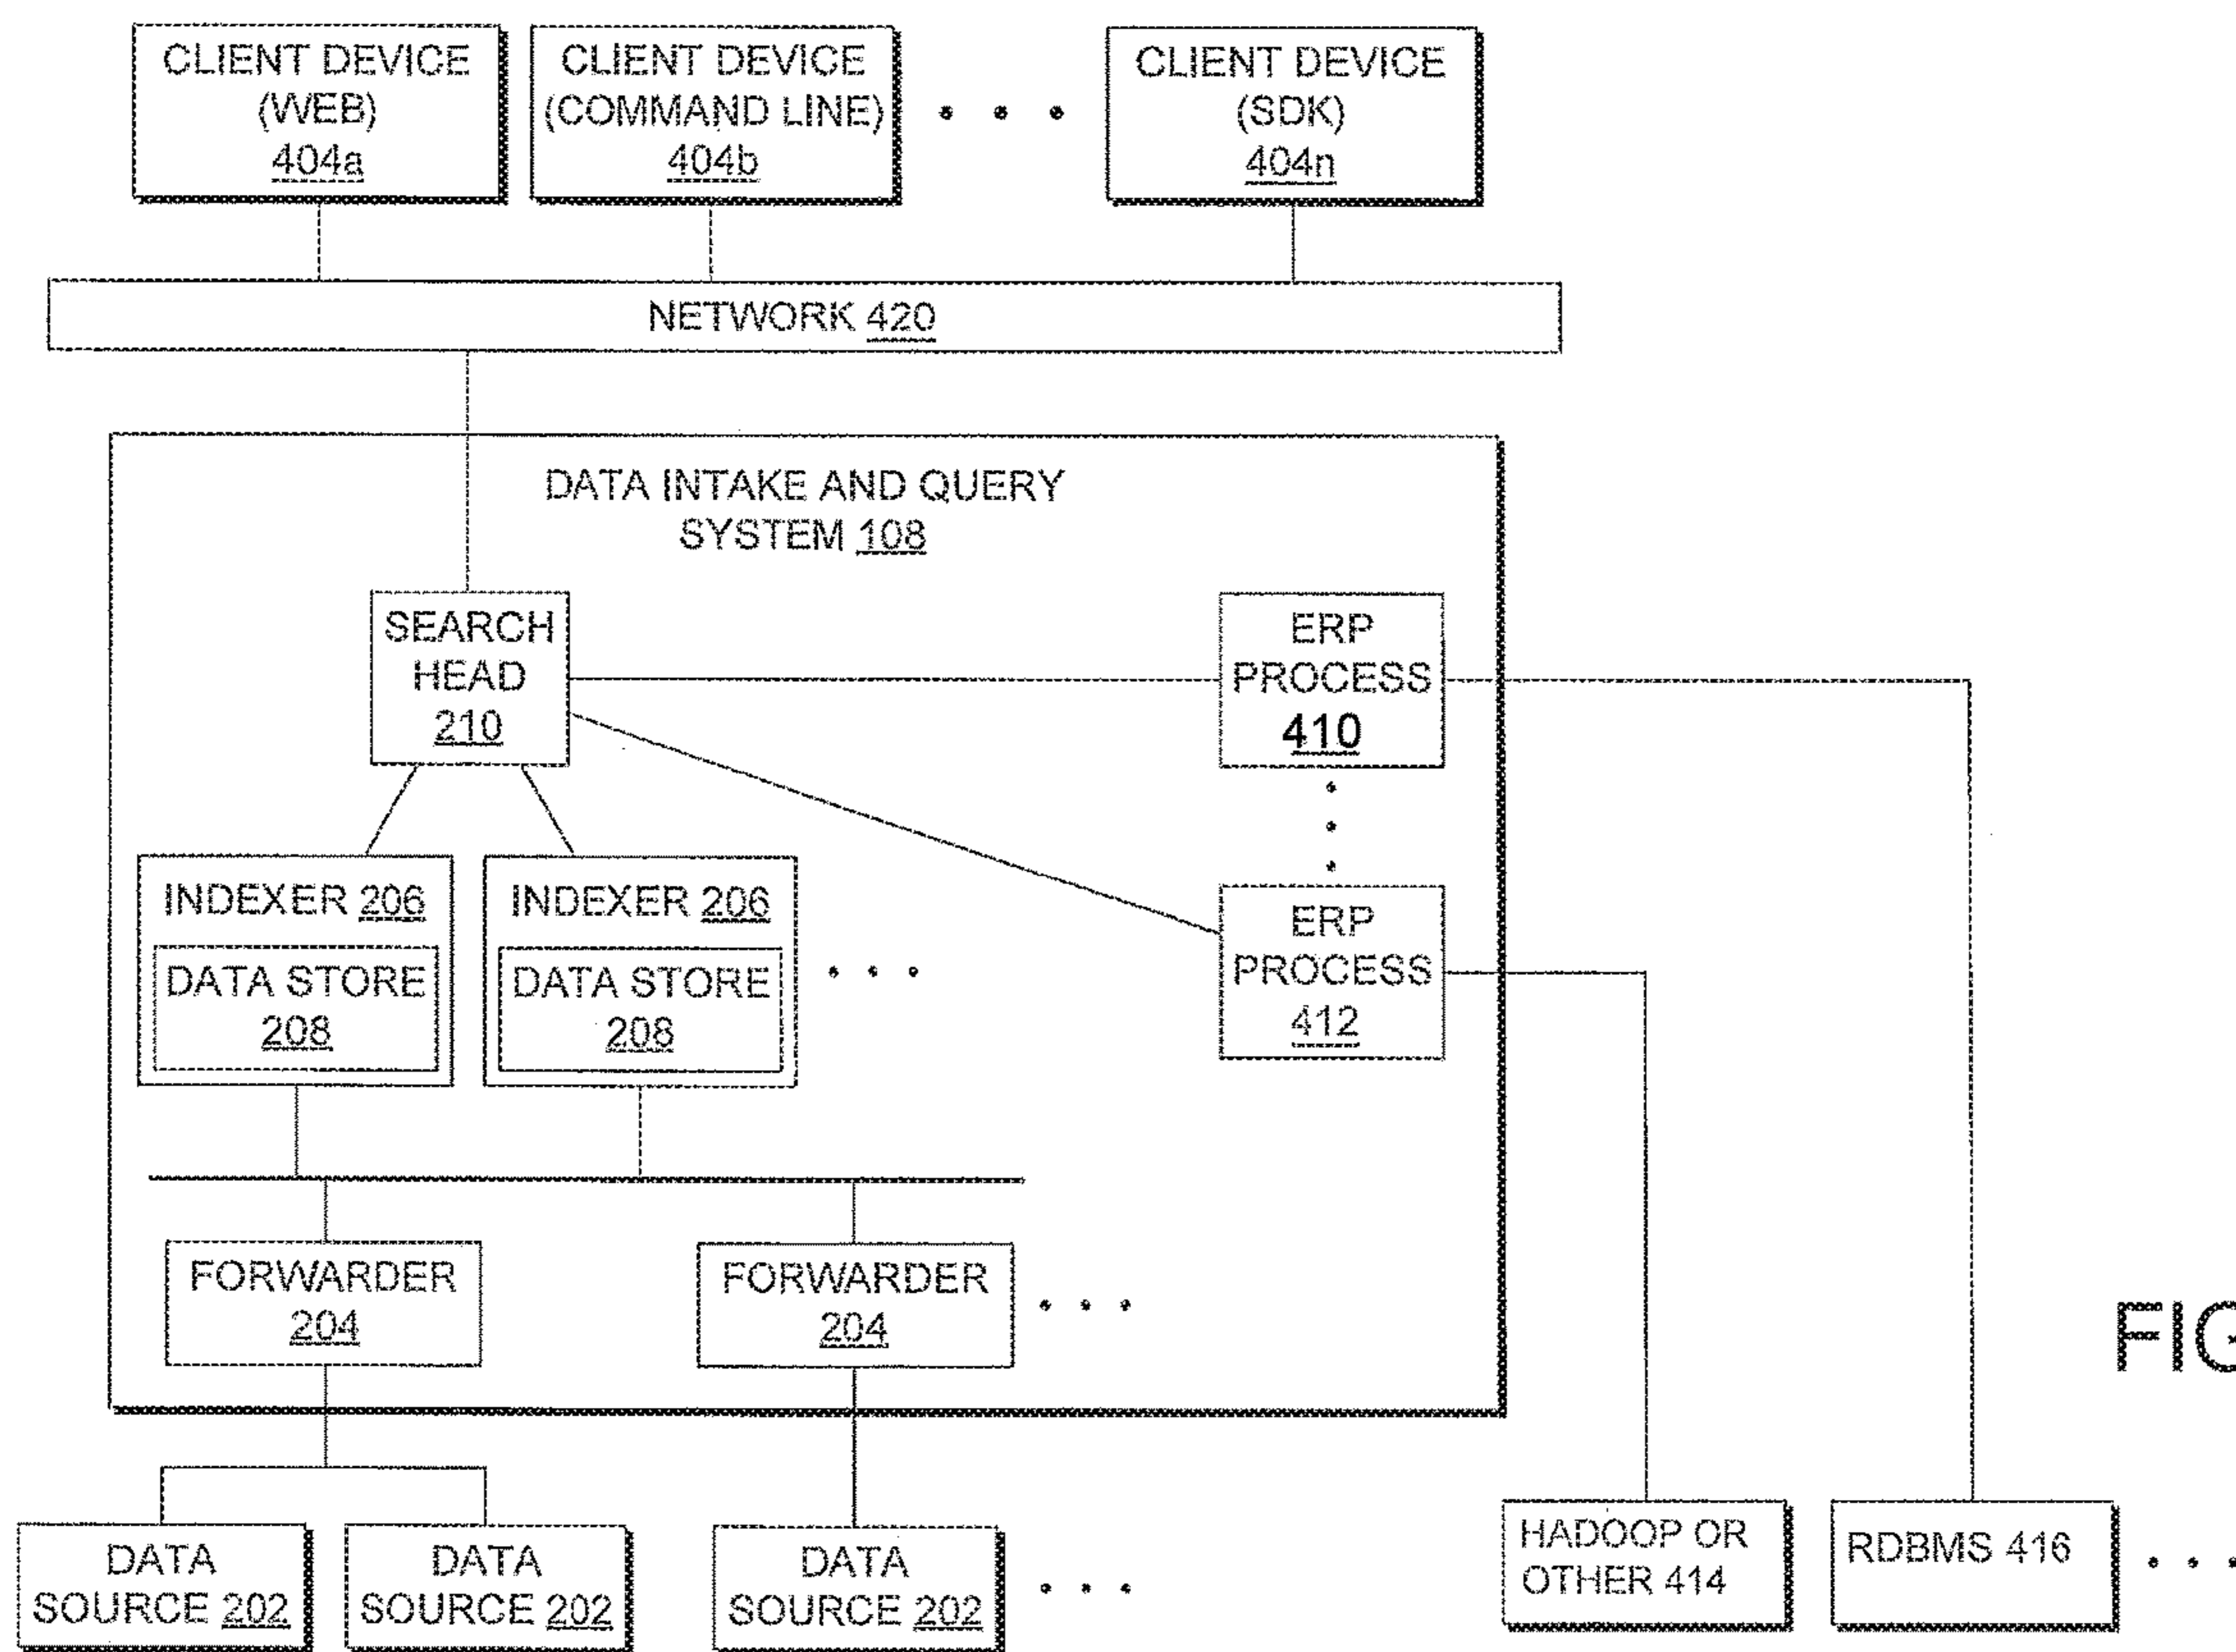 CLIENT DEVICE
(WEB)
404a
CLIENT DEVICE
(COMMAND LINE)
404b
CLIENT DEVICE
(SDK)
404n
NETWORK 420
DATA INTAKE AND QUERY
SYSTEM 108
SEARCH
HEAD
210
ERP
PROCESS
410
INDEXER 206
DATA STORE
208
INDEXER 206
DATA STORE
208
ERP
PROCESS
412
FORWARDER
204
FORWARDER
204
FIG
DATA
SOURCE 202
DATA
SOURCE 202
DATA
SOURCE 202
HADOOP OR
OTHER 414
RDBMS 416